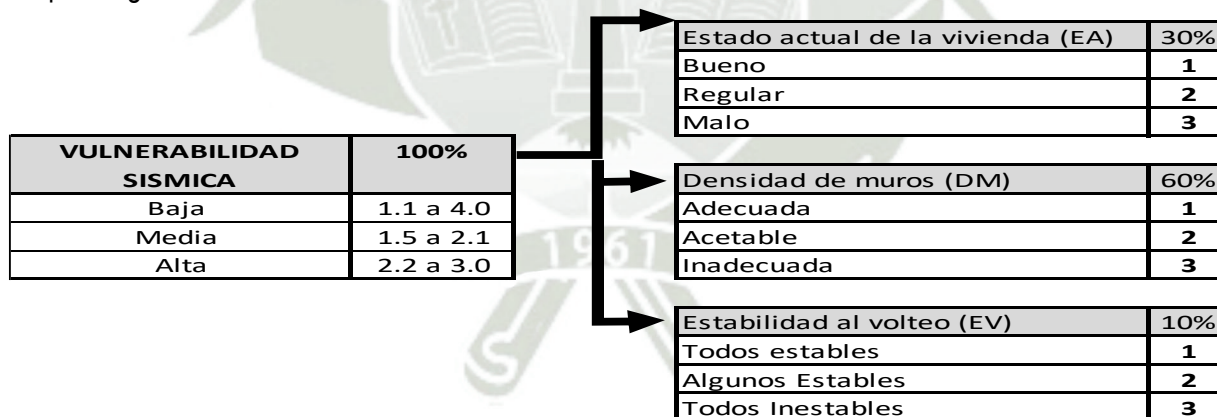 Estado actual de la vivienda (EA) 30%
Bueno 1
Regular 2
Malo 3
VULNERABILIDAD 100%
SISMICA
Baja 1.1 a 4.0
Media 1.5 a 2.1
Alta 2.2 a 3.0
Densidad de muros (DM) 60%
Adecuada 1
Acetable 2
Inadecuada 3
Estabilidad al volteo (EV) 10%
Todos estables 1
Algunos Estables 2
Todos Inestables 3
1961
S